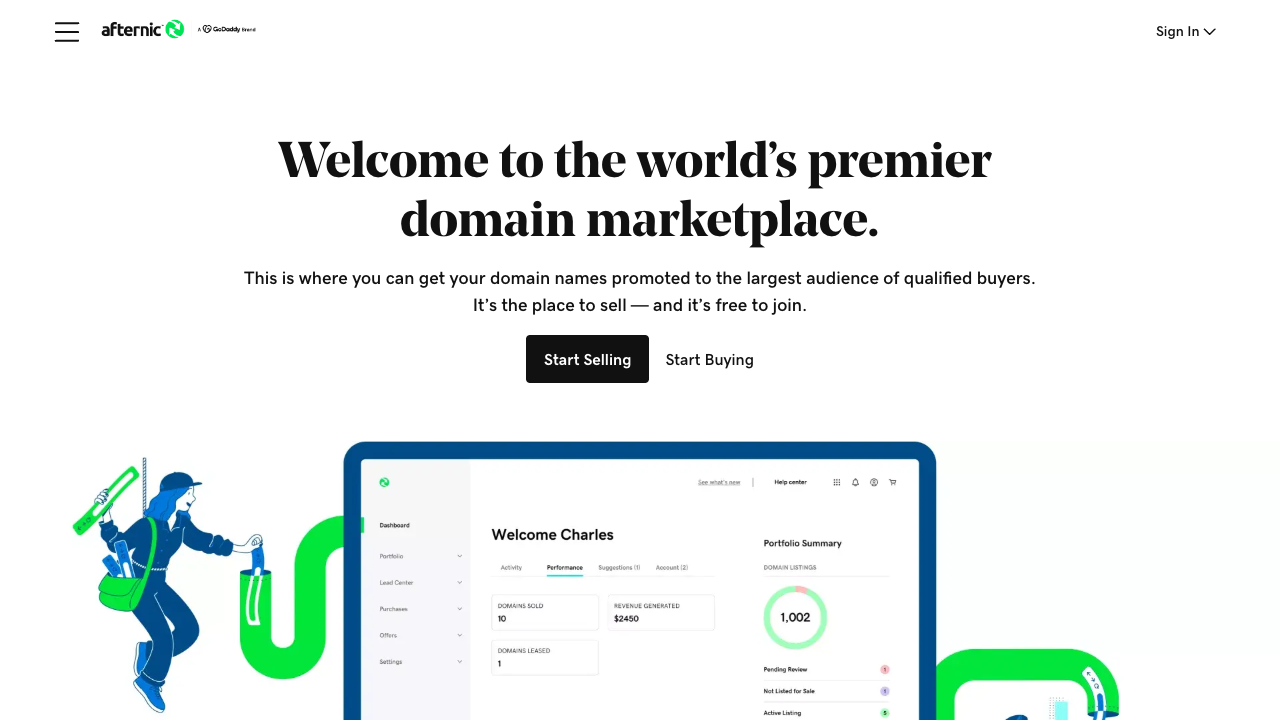 afternic
A GoDaddy Brand
Sign In
Welcome to the world's premier
domain marketplace.
This is where you can get your domain names promoted to the largest audience of qualified buyers.
It's the place to sell — and it's free to join.
Start Selling
Start Buying
See what's new
Help center
Dashboard
Portfolio
Lead Center
Purchases
Offers
Settings
Welcome Charles
Activity
Performance
Suggestions (1)
Account (2)
DOMAINS SOLD
10
REVENUE GENERATED
$2450
DOMAINS LEASED
1
Portfolio Summary
DOMAIN LISTINGS
1,002
Pending Review 1
Not Listed for Sale 1
Active Listing 5